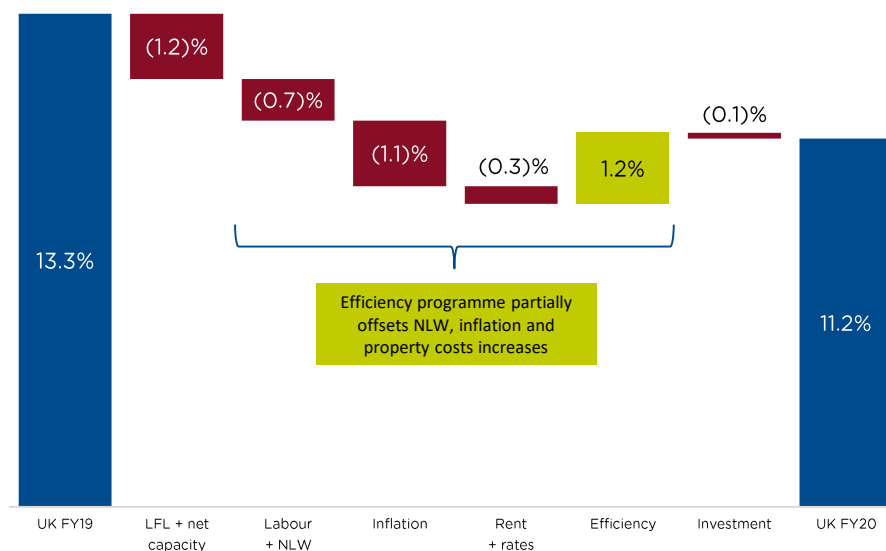 (1.2)%
(0.7)%
(1.1)%
(0.3)%
1.2%
(0.1)%
13.3%
Efficiency programme partially
offsets NLW, inflation and
property costs increases
11.2%
UK FY19
LFL + net
capacity
Labour
+ NLW
Inflation
Rent
+ rates
Efficiency
Investment
UK FY20